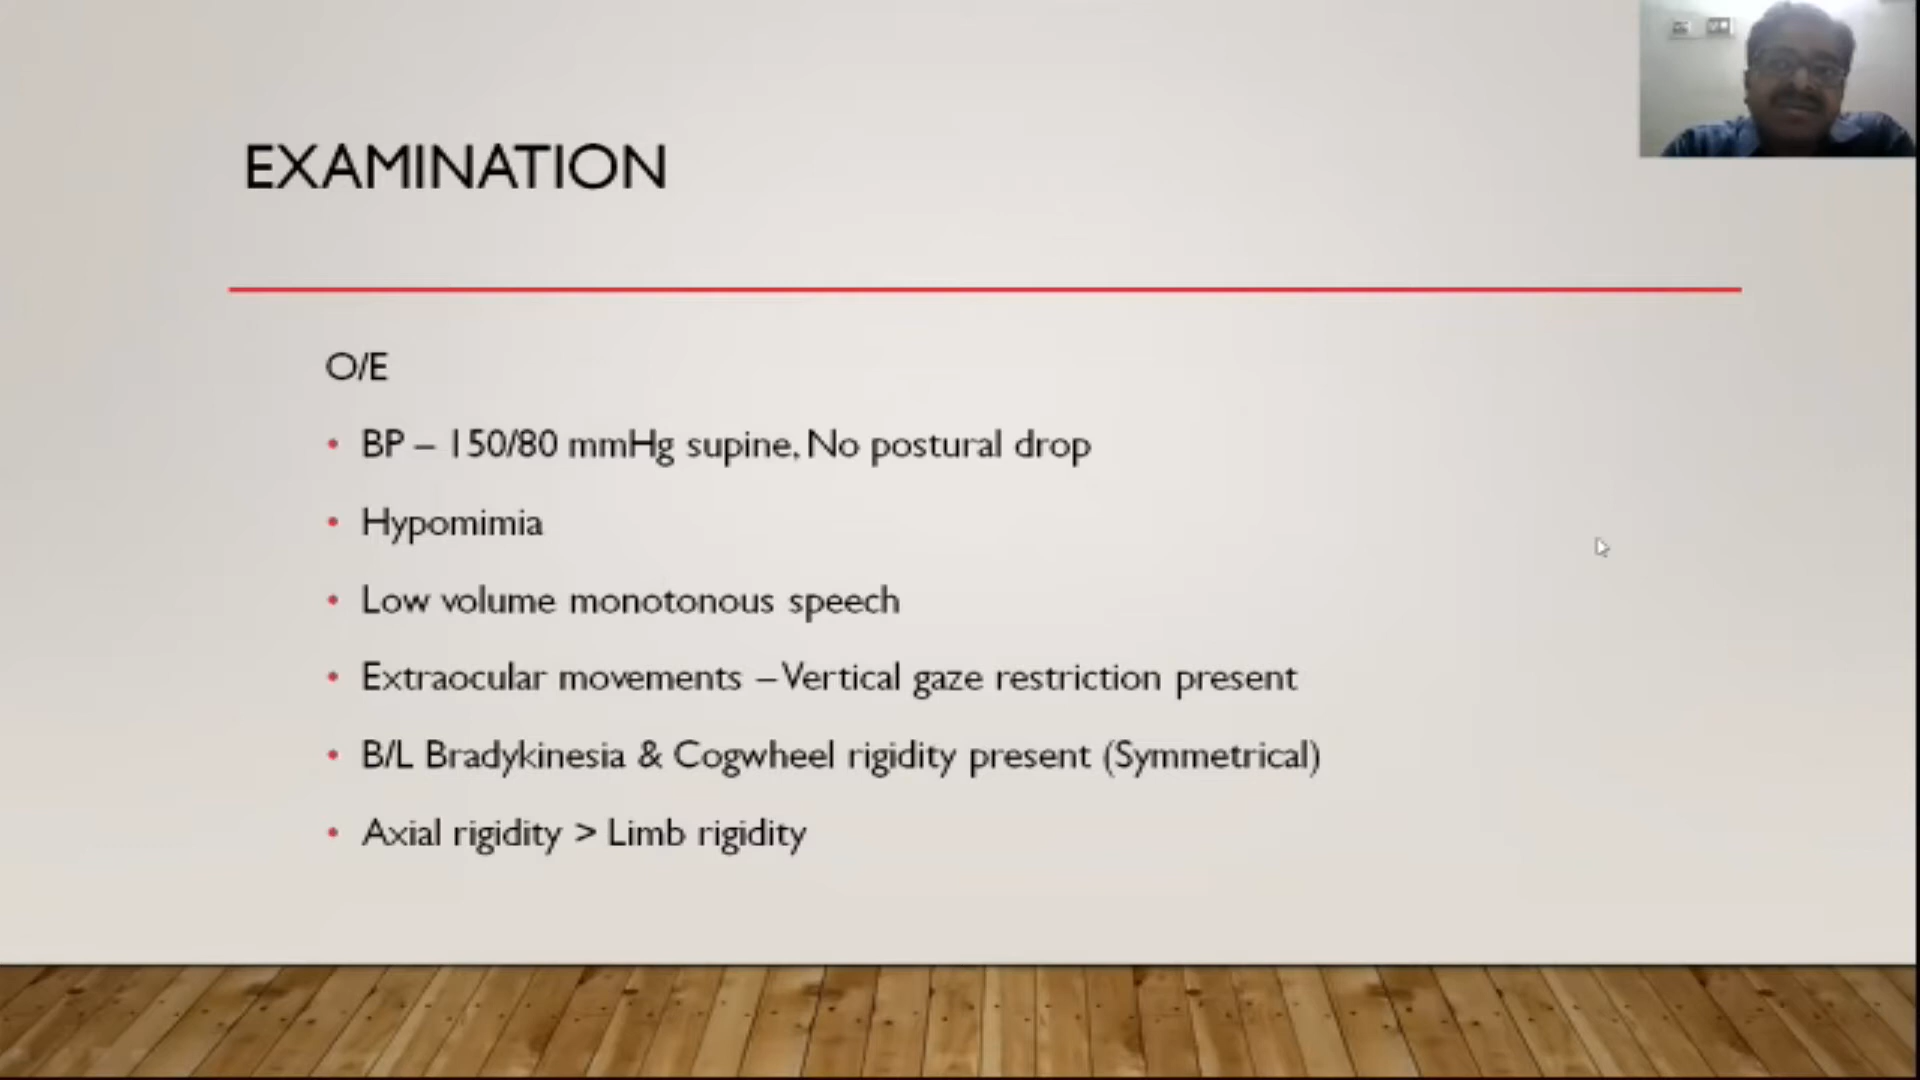 EXAMINATION
O/E
• BP – 150/80 mmHg supine, No postural drop
• Hypomimia
• Low volume monotonous speech
• Extraocular movements – Vertical gaze restriction present
• B/L Bradykinesia & Cogwheel rigidity present (Symmetrical)
• Axial rigidity > Limb rigidity